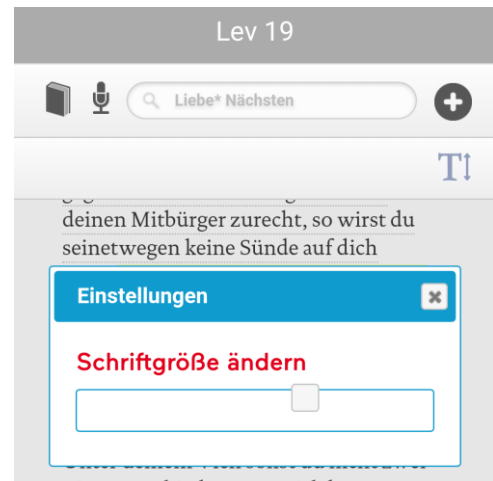 Lev 19
Liebe* Nächsten
T
deinen Mitbürger zurecht, so wirst du
seinetwegen keine Sünde auf dich
Einstellungen
Schriftgröße ändern